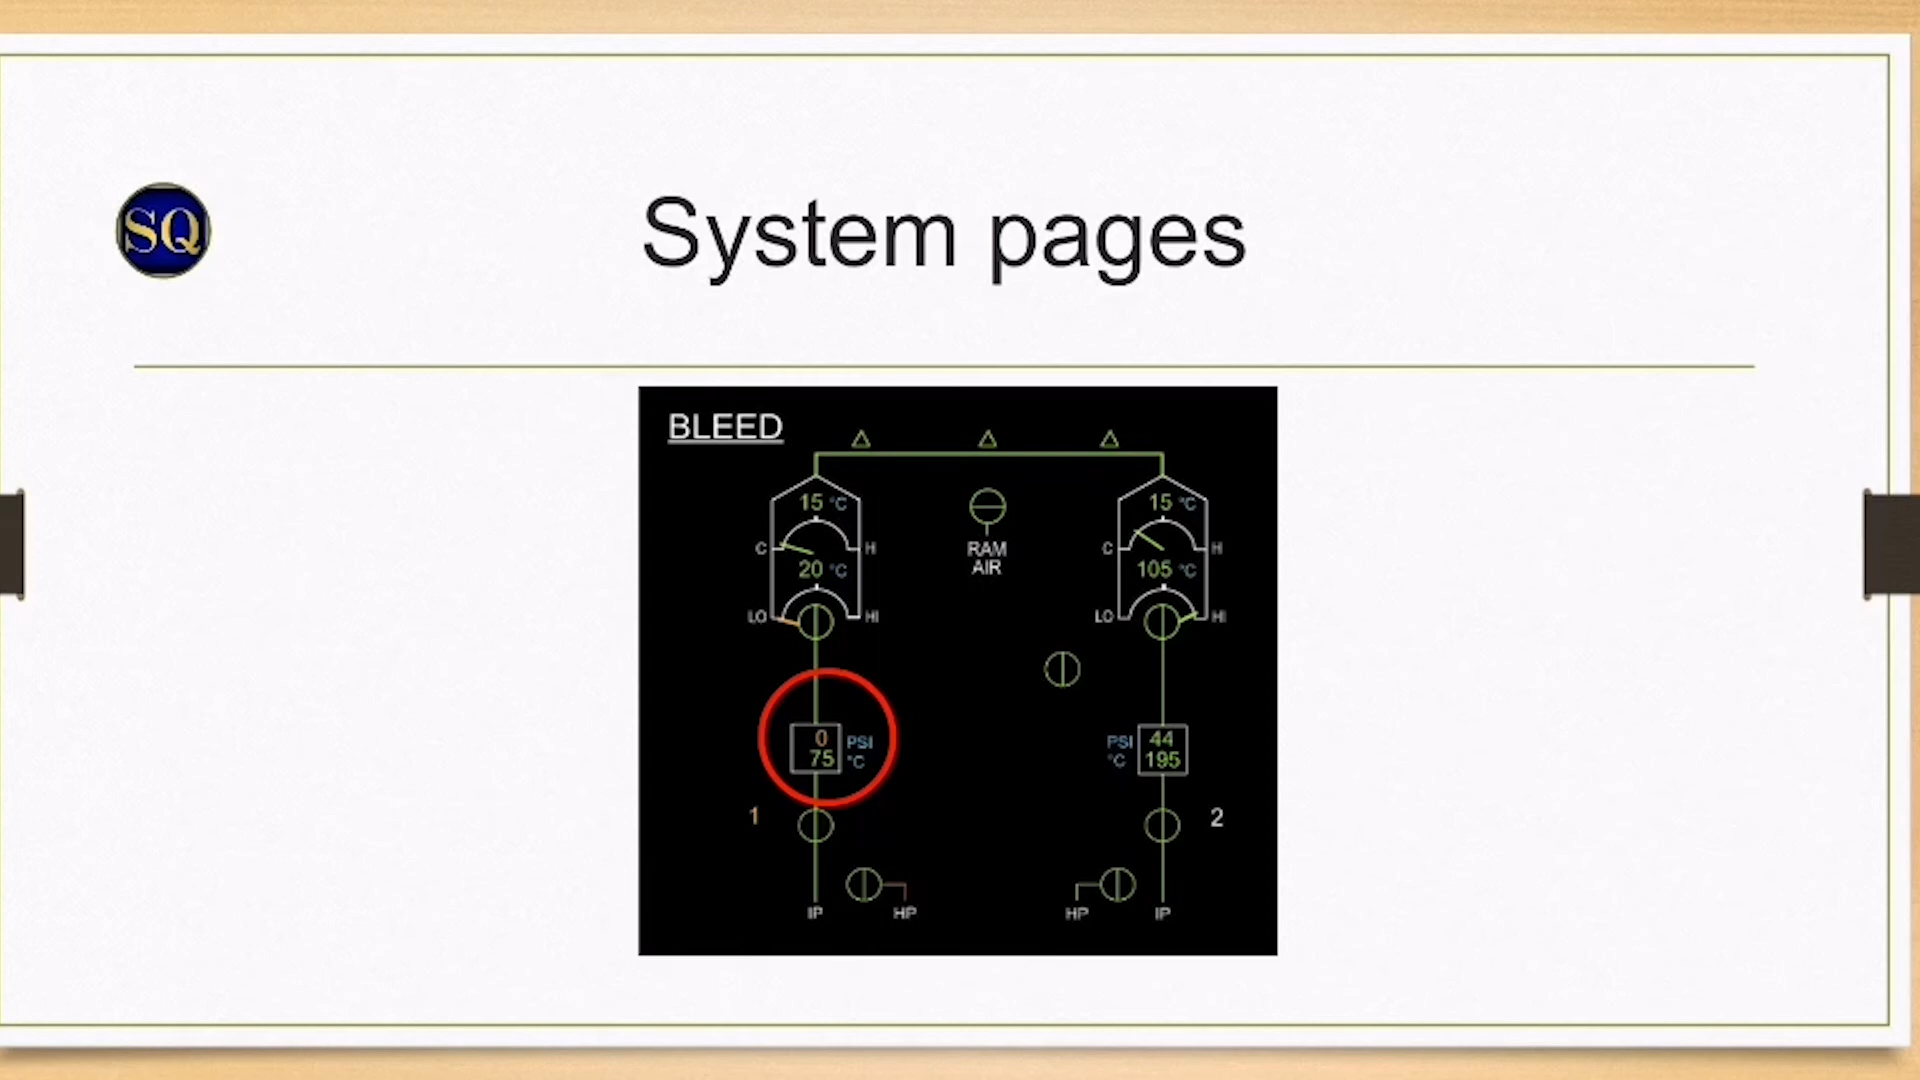 SQ
System pages
BLEED
15 °C
15 °C
C
H
RAM
AIR
C
H
20 °C
105 °C
LO
HI
LO
HI
0 PSI
75 °C
PSI 44
°C 195
1
2
IP
HP
HP
IP